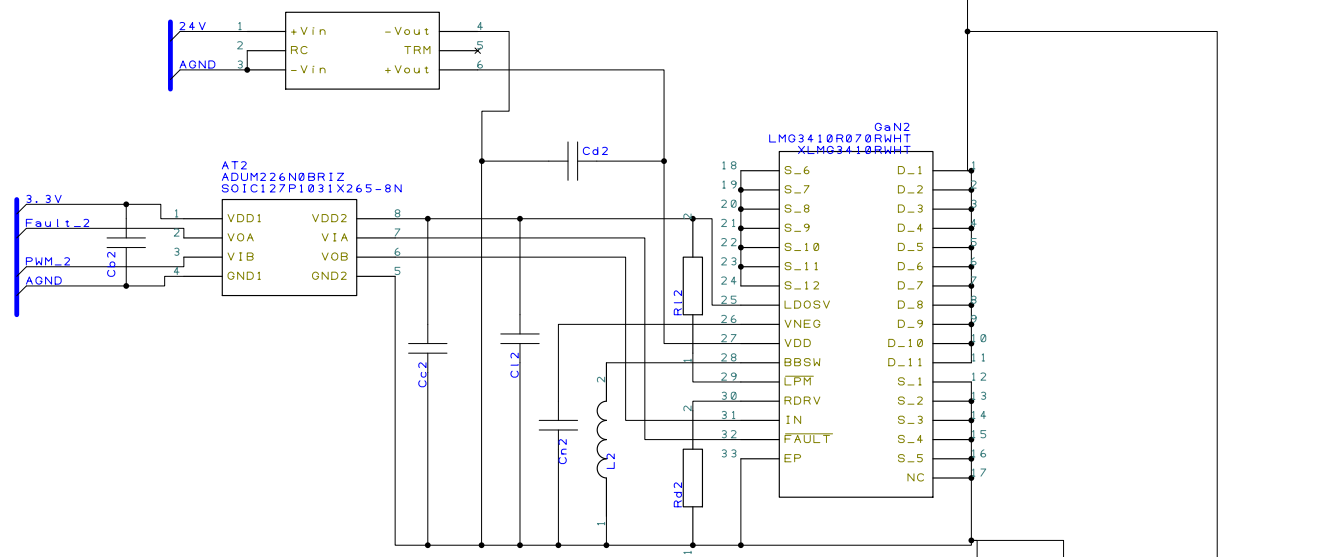 24V 1 +Vin -Vout 4
2 RC TRM 5
AGND 3 -Vin +Vout 6
GaN2
LMG3410R070RWHT
XLMG3410RWHT
Cd2
AT2
ADUM226N0BRIZ
SOIC127P1031X265-8N
3.3V
1 VDD1 VDD2 8
Fault_2
2 VOA VIA 7
PWM_2
3 VIB VOB 6
AGND
4 GND1 GND2 5
Cb2
Cc2
Cl2
Cn2
2
L2
1
2
Rl2
1
2
Rd2
1
18 S_6 D_1 1
19 S_7 D_2 2
20 S_8 D_3 3
21 S_9 D_4 4
22 S_10 D_5 5
23 S_11 D_6 6
24 S_12 D_7 7
25 LDO5V D_8 8
26 VNEG D_9 9
27 VDD D_10 10
28 BBSW D_11 11
29 LPM S_1 12
30 RDRV S_2 13
31 IN S_3 14
32 FAULT S_4 15
33 EP S_5 16
NC 17